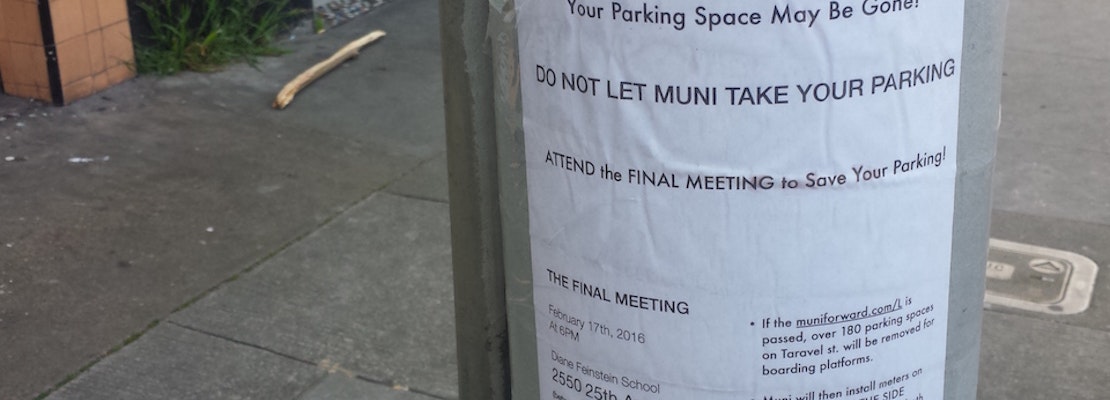 Your Parking Space May Be Gone!
DO NOT LET MUNI TAKE YOUR PARKING
ATTEND the FINAL MEETING to Save Your Parking!
THE FINAL MEETING
February 17th, 2016
At 6PM
Diane Feinstein School
2550 25th
• If the muniforward.com/L is
passed, over 180 parking spaces
on Taravel st. will be removed for
boarding platforms.
Muni will then install meters on
THE SIDE